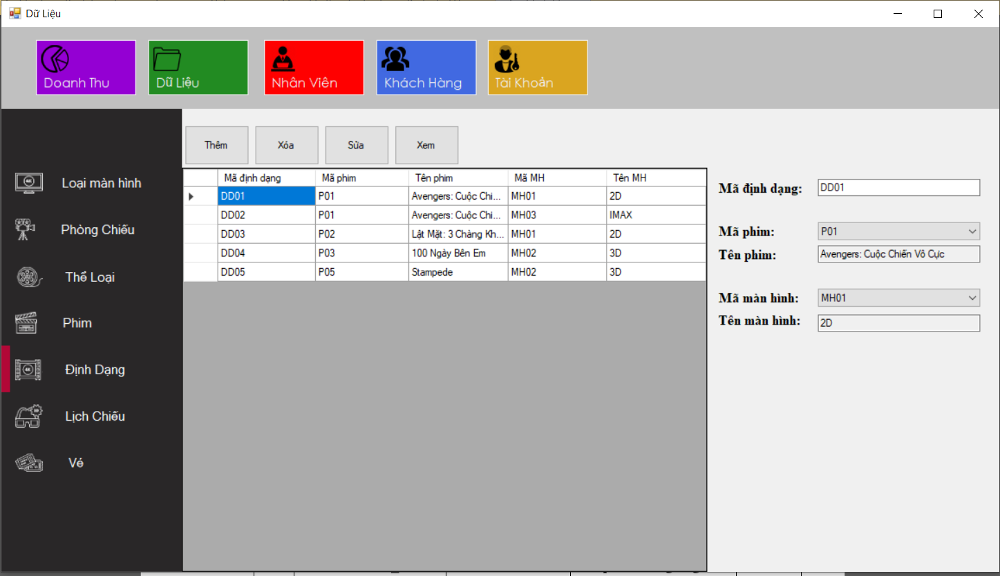 Dữ Liệu
Doanh Thu
Dữ Liệu
Nhân Viên
Khách Hàng
Tài Khoản
Loại màn hình
Phòng Chiếu
Thể Loại
Phim
Định Dạng
Lịch Chiếu
Vé
Thêm Xóa Sửa Xem
Mã định dạng Mã phim Tên phim Mã MH Tên MH
DD01 P01 Avengers: Cuộc Chi... MH01 2D
DD02 P01 Avengers: Cuộc Chi... MH03 IMAX
DD03 P02 Lật Mặt: 3 Chàng Kh... MH01 2D
DD04 P03 100 Ngày Bên Em MH02 3D
DD05 P05 Stampede MH02 3D
Mã định dạng: DD01
Mã phim: P01
Tên phim: Avengers: Cuộc Chiến Vô Cực
Mã màn hình: MH01
Tên màn hình: 2D